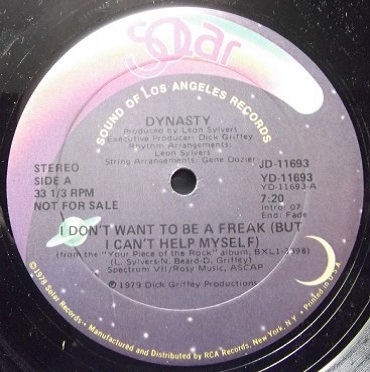 Solar
SOUND OF LOS ANGELES RECORDS
DYNASTY
Produced by Leon Sylvers
Executive Producer: Dick Griffey
Rhythm Arrangements:
Leon Sylvers
String Arrangements: Gene Dozier
STEREO
SIDE A
33 1/3 RPM
NOT FOR SALE
JD-11693
YD-11693
YD-11693-A
7:20
Intro: 07
End: Fade
I DON'T WANT TO BE A FREAK (BUT
I CAN'T HELP MYSELF)
(from the "Your Piece of the Rock" album, BXL1-3398)
(L. Sylvers-N. Beard-D. Griffey)
Spectrum VII/Rosy Music, ASCAP
℗ 1979 Dick Griffey Productions
© 1978 Solar Records - Manufactured and Distributed by RCA Records, New York, N.Y. • Printed in U.S.A.